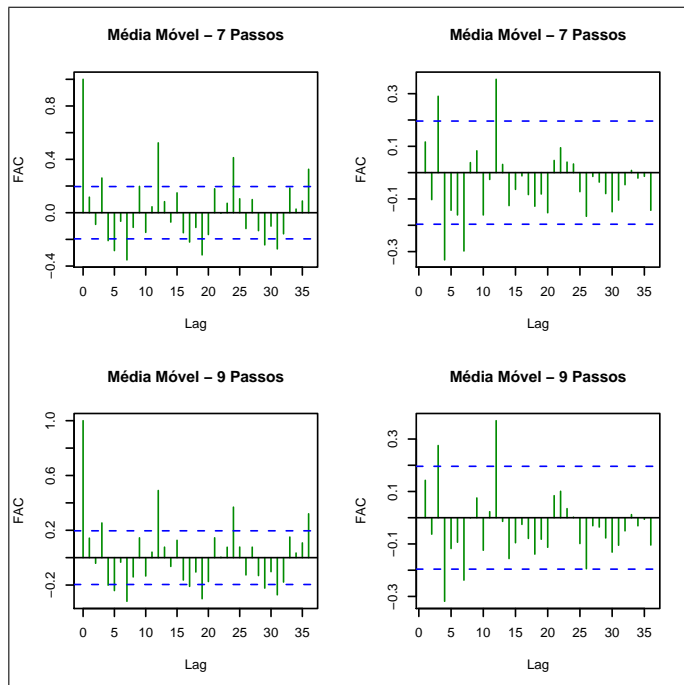 Média Móvel – 7 Passos
FAC
0.8
0.4
0.0
−0.4
0 5 10 15 20 25 30 35
Lag
Média Móvel – 7 Passos
FAC
0.3
0.1
−0.1
−0.3
0 5 10 15 20 25 30 35
Lag
Média Móvel – 9 Passos
FAC
1.0
0.6
0.2
−0.2
0 5 10 15 20 25 30 35
Lag
Média Móvel – 9 Passos
FAC
0.3
0.1
−0.1
−0.3
0 5 10 15 20 25 30 35
Lag